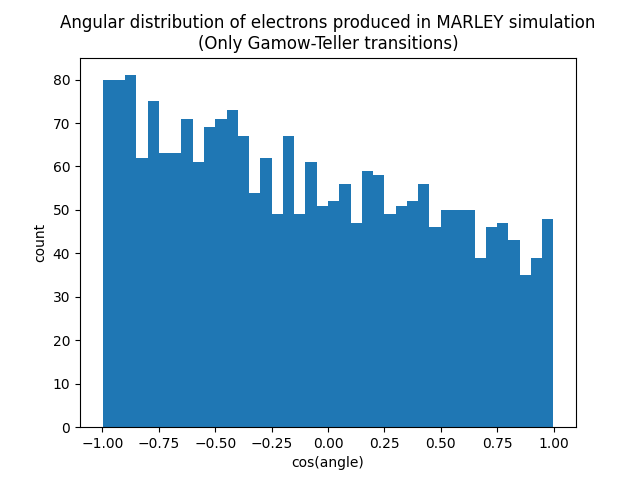 Angular distribution of electrons produced in MARLEY simulation
(Only Gamow-Teller transitions)
80
70
60
50
40
30
20
10
0
count
−1.00 −0.75 −0.50 −0.25 0.00 0.25 0.50 0.75 1.00
cos(angle)